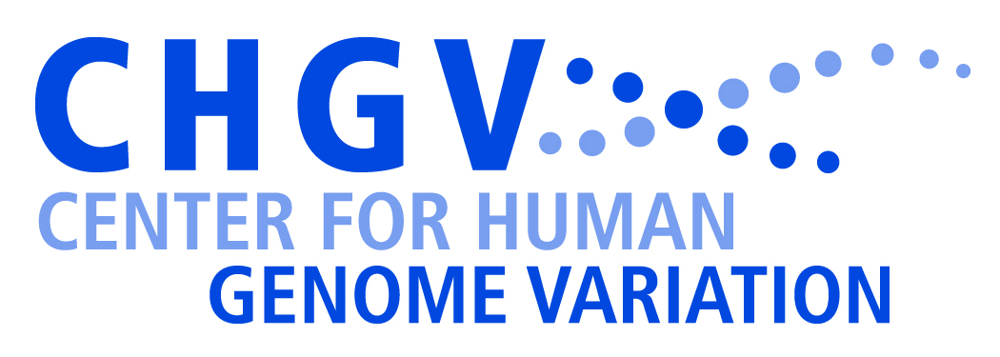 CHGV
CENTER FOR HUMAN
GENOME VARIATION